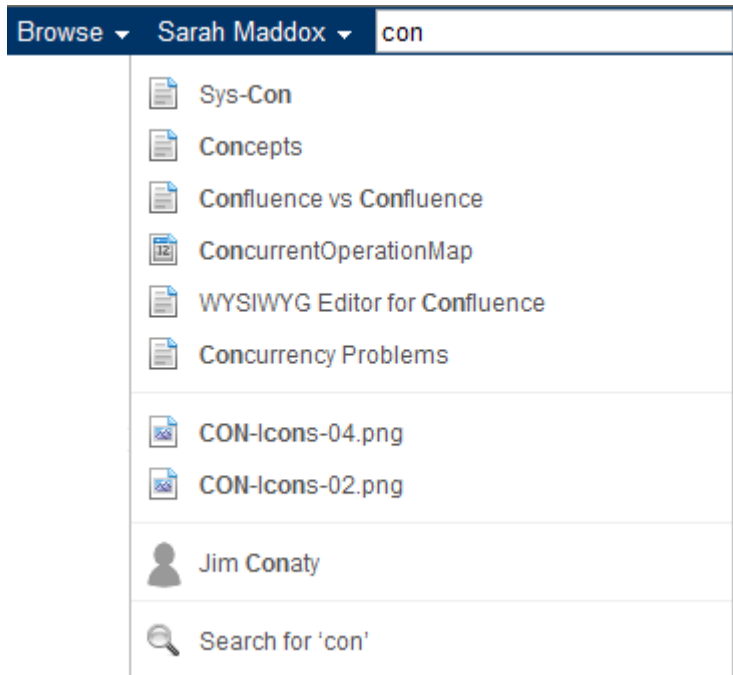 Browse Sarah Maddox con
Sys-Con
Concepts
Confluence vs Confluence
ConcurrentOperationMap
WYSIWYG Editor for Confluence
Concurrency Problems
CON-Icons-04.png
CON-Icons-02.png
Jim Conaty
Search for ‘con’